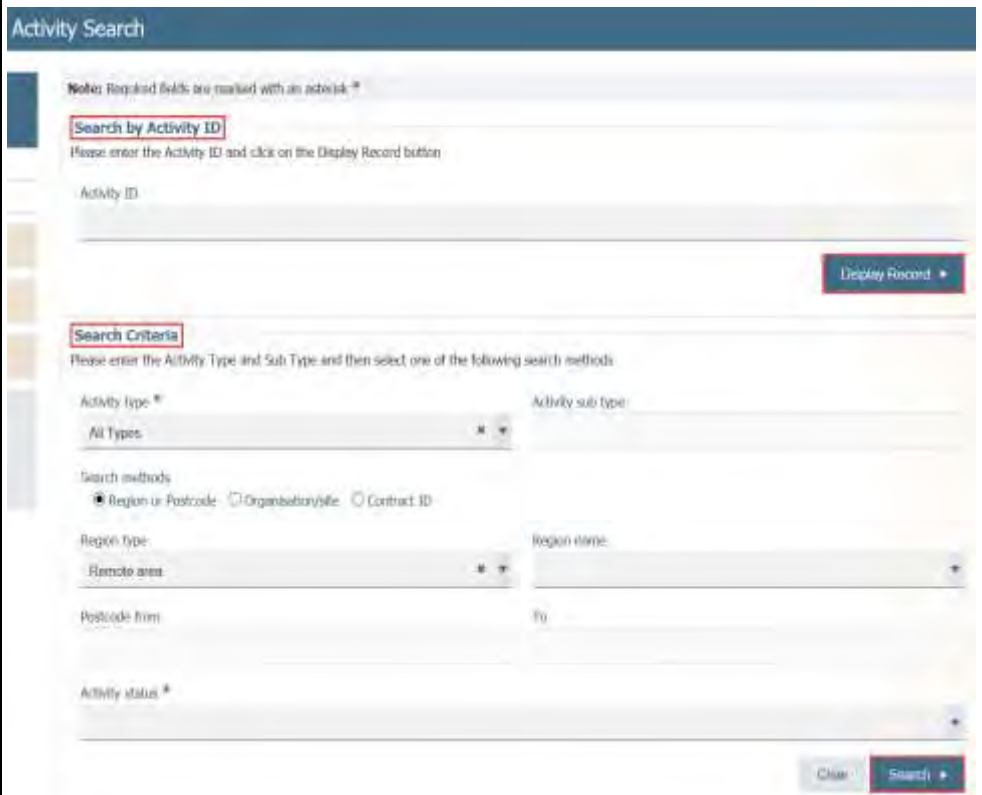 Activity Search
Note: Required fields are marked with an asterisk *
Search by Activity ID
Please enter the Activity ID and click on the Display Record button
Activity ID
Display Record
Search Criteria
Please enter the Activity Type and Sub Type and then select one of the following search methods
Activity type * Activity sub type
All Types
Search methods
Region or Postcode Organisation/site Contract ID
Region type Region name
Remote area
Postcode from To
Activity status *
Clear Search